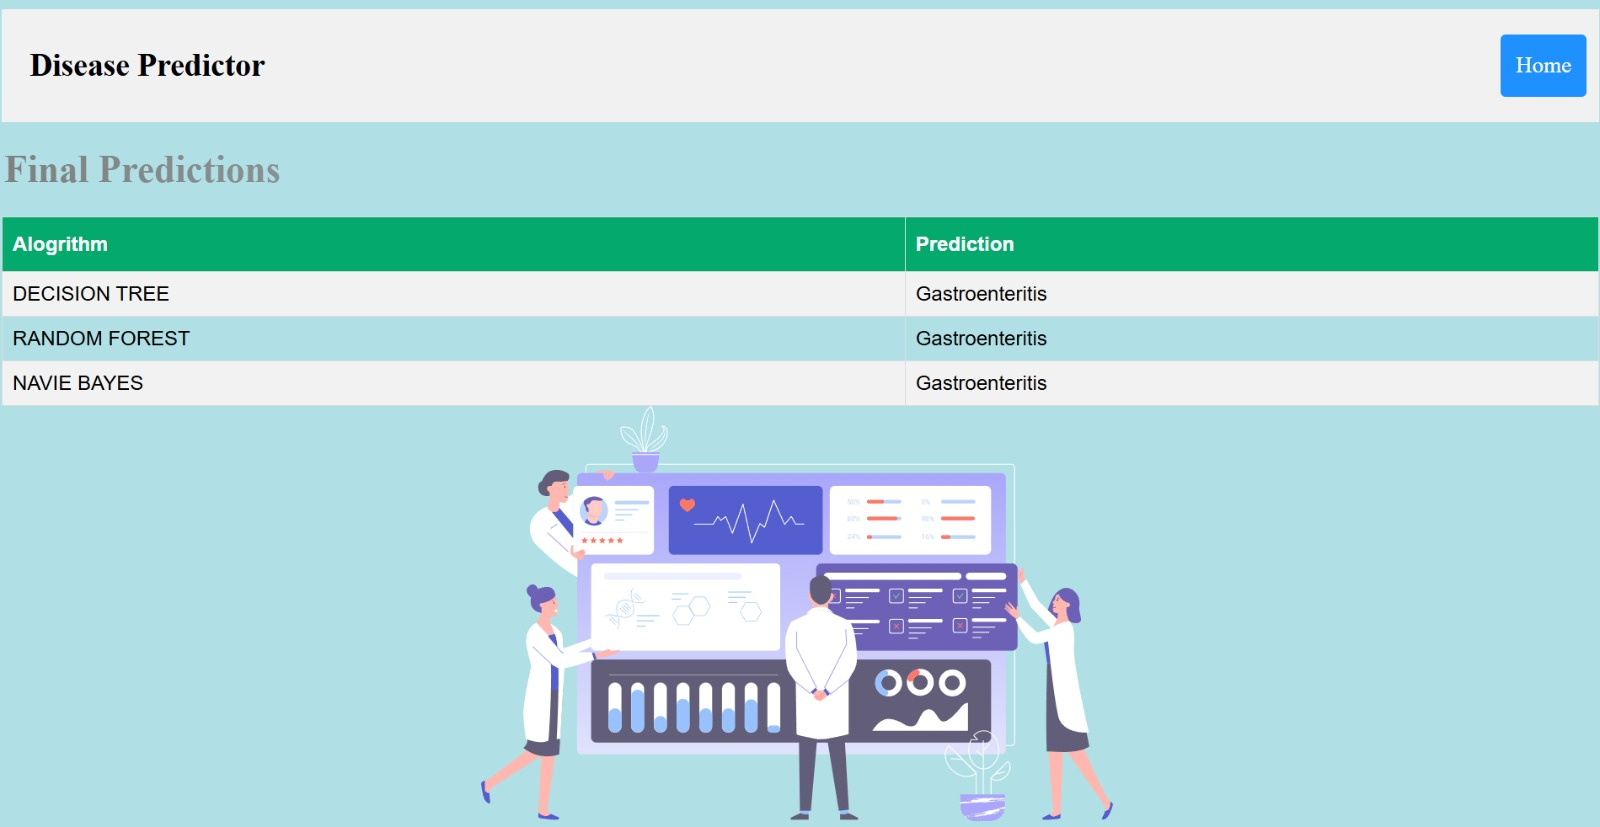 Disease Predictor
Home
Final Predictions
Alogrithm Prediction
DECISION TREE Gastroenteritis
RANDOM FOREST Gastroenteritis
NAVIE BAYES Gastroenteritis